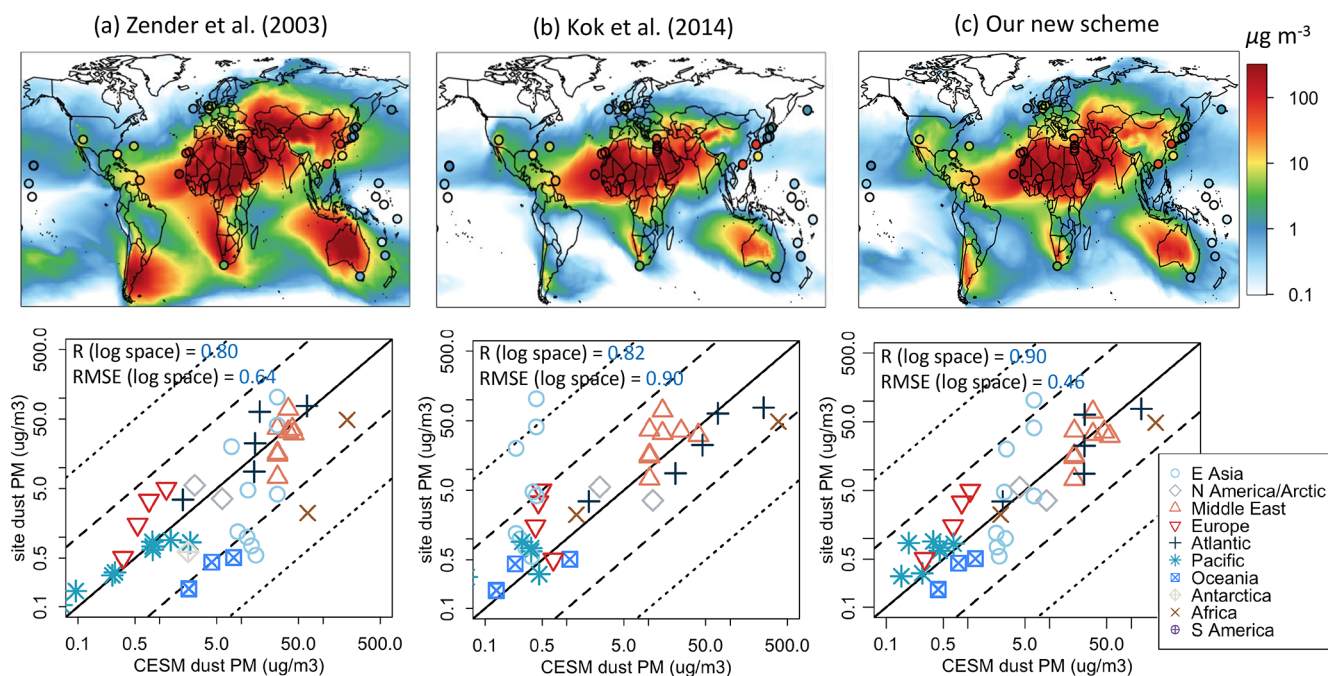 (a) Zender et al. (2003)
(b) Kok et al. (2014)
(c) Our new scheme
μg m-3
100
10
1
0.1
R (log space) = 0.80
RMSE (log space) = 0.64
site dust PM (ug/m3)
500.0
50.0
5.0
0.5
0.1
0.1 0.5 5.0 50.0 500.0
CESM dust PM (ug/m3)
R (log space) = 0.82
RMSE (log space) = 0.90
site dust PM (ug/m3)
500.0
50.0
5.0
0.5
0.1
0.1 0.5 5.0 50.0 500.0
CESM dust PM (ug/m3)
R (log space) = 0.90
RMSE (log space) = 0.46
site dust PM (ug/m3)
500.0
50.0
5.0
0.5
0.1
0.1 0.5 5.0 50.0 500.0
CESM dust PM (ug/m3)
E Asia
N America/Arctic
Middle East
Europe
Atlantic
Pacific
Oceania
Antarctica
Africa
S America